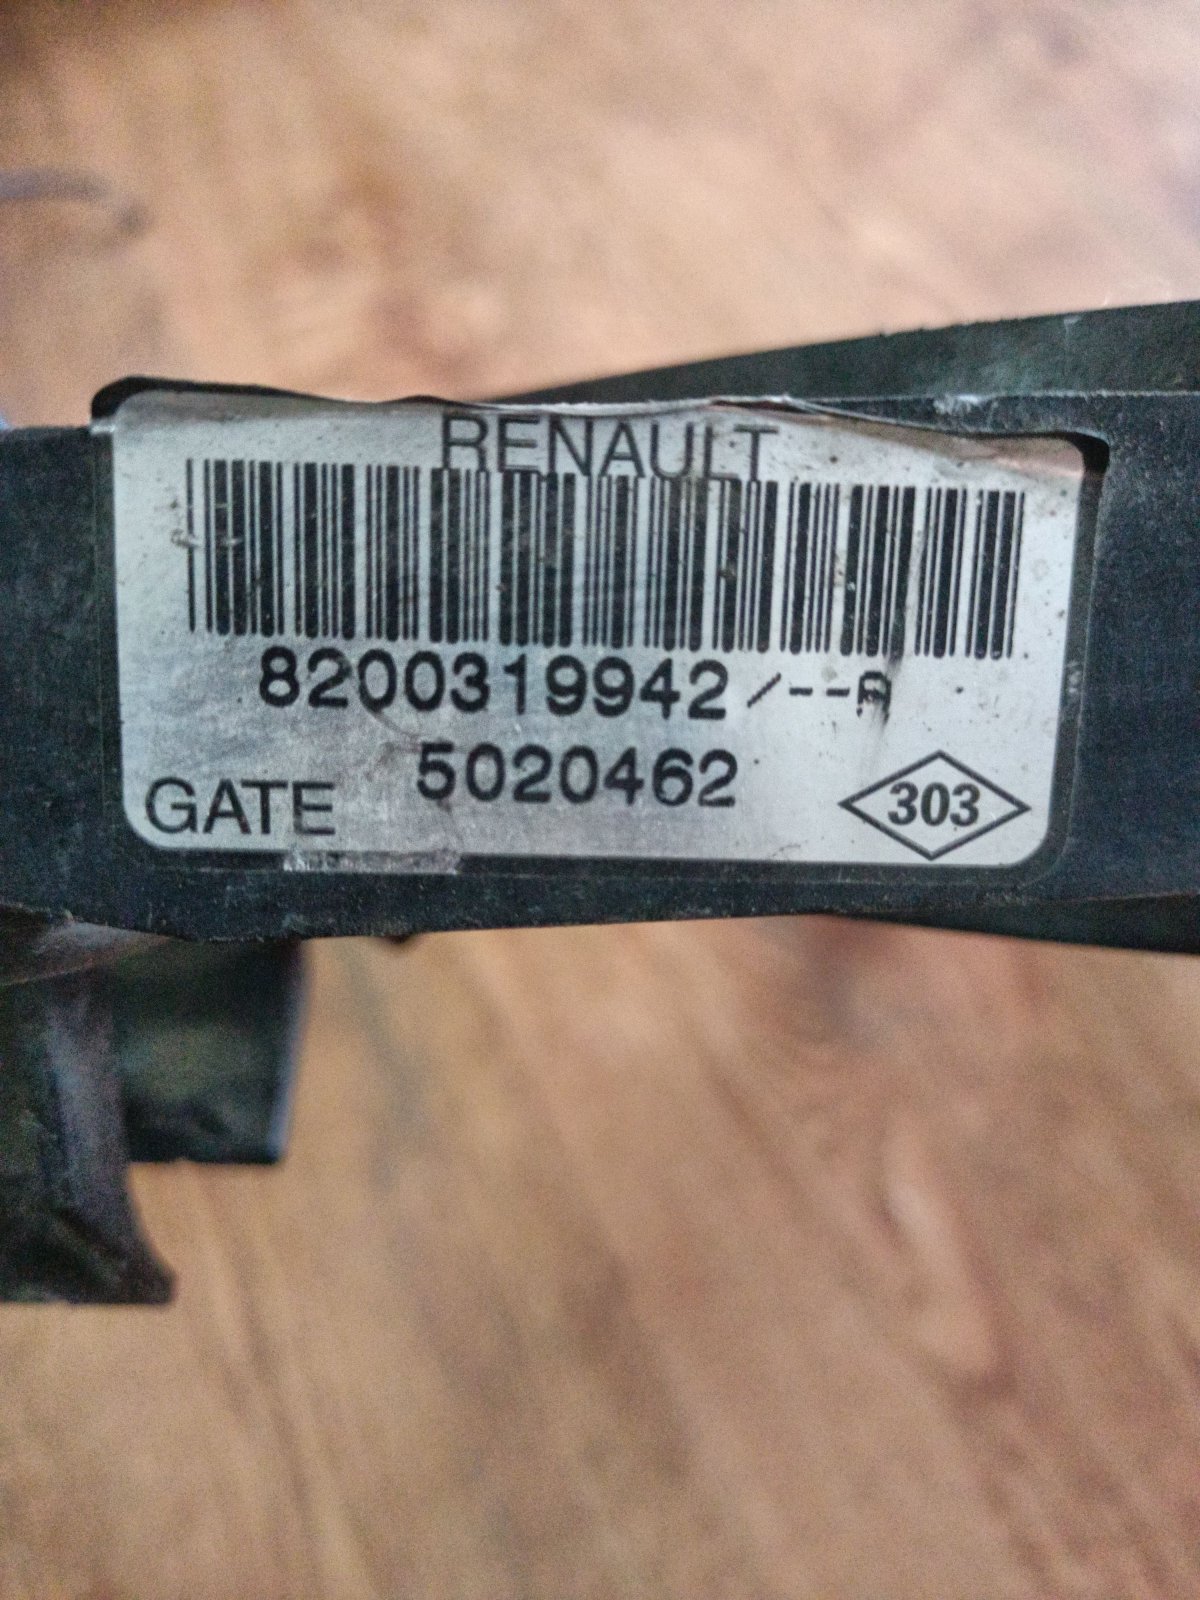 RENAULT
8200319942/--A
5020462
GATE
303